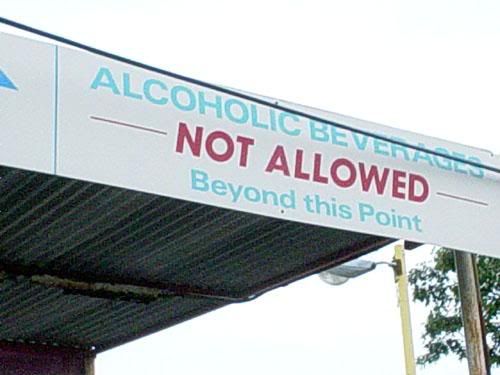 ALCOHOLIC BEVERAGES
NOT ALLOWED
Beyond this Point